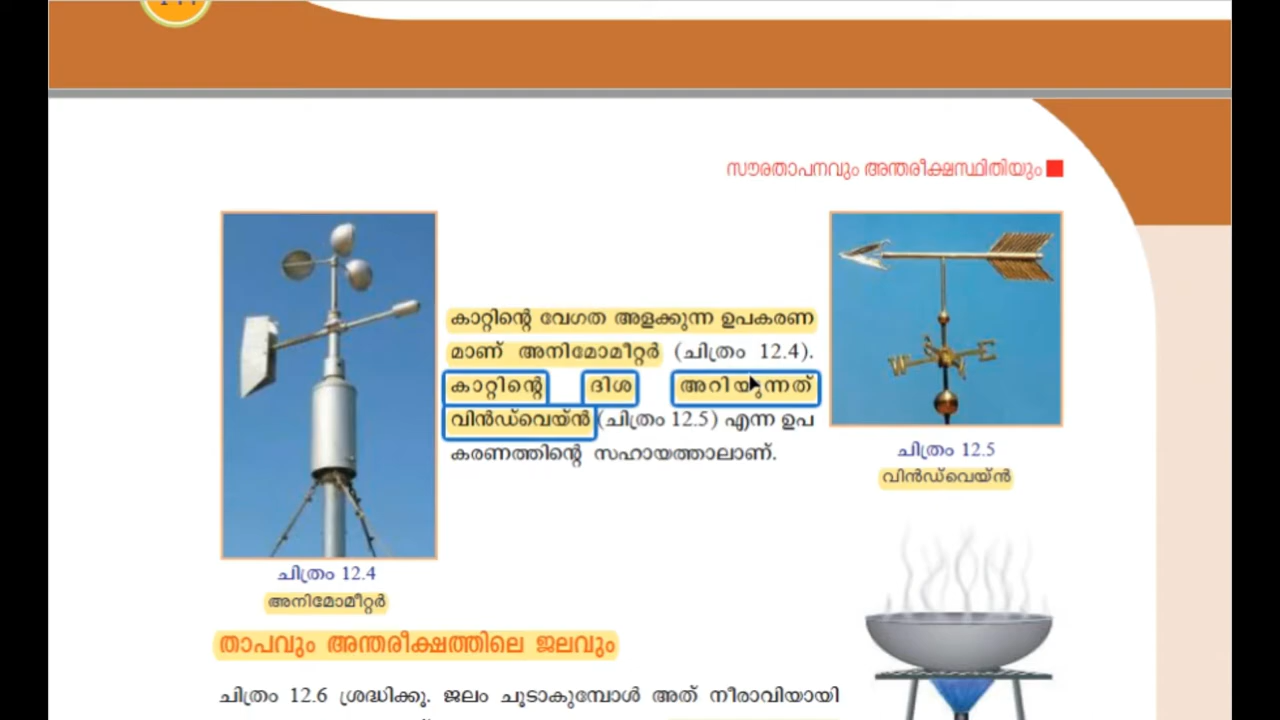 സൗരതാപനവും അന്തരീക്ഷസ്ഥിതിയും
കാറ്റിന്റെ വേഗത അളക്കുന്ന ഉപകരണ
മാണ് അനിമോമീറ്റർ (ചിത്രം 12.4).
കാറ്റിന്റെ ദിശ അറിയുന്നത്
വിൻഡ്‌വെയ്ൻ (ചിത്രം 12.5) എന്ന ഉപ
കരണത്തിന്റെ സഹായത്താലാണ്.
W E
ചിത്രം 12.5
വിൻഡ്‌വെയ്ൻ
ചിത്രം 12.4
അനിമോമീറ്റർ
താപവും അന്തരീക്ഷത്തിലെ ജലവും
ചിത്രം 12.6 ശ്രദ്ധിക്കൂ. ജലം ചൂടാകുമ്പോൾ അത് നീരാവിയായി